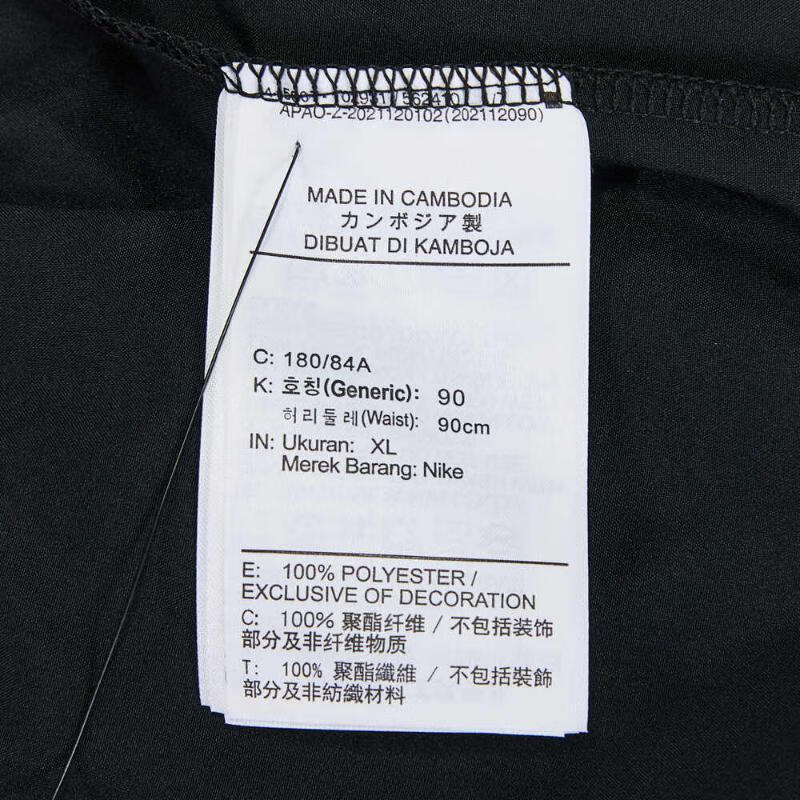 APAO-Z-2021120102(202112090)
MADE IN CAMBODIA
カンボジア製
DIBUAT DI KAMBOJA
C: 180/84A
K: 호칭(Generic): 90
허리둘레(Waist): 90cm
IN: Ukuran: XL
Merek Barang: Nike
E: 100% POLYESTER /
EXCLUSIVE OF DECORATION
C: 100% 聚酯纤维 / 不包括装饰
部分及非纤维物质
T: 100% 聚酯纖維 / 不包括裝飾
部分及非紡織材料